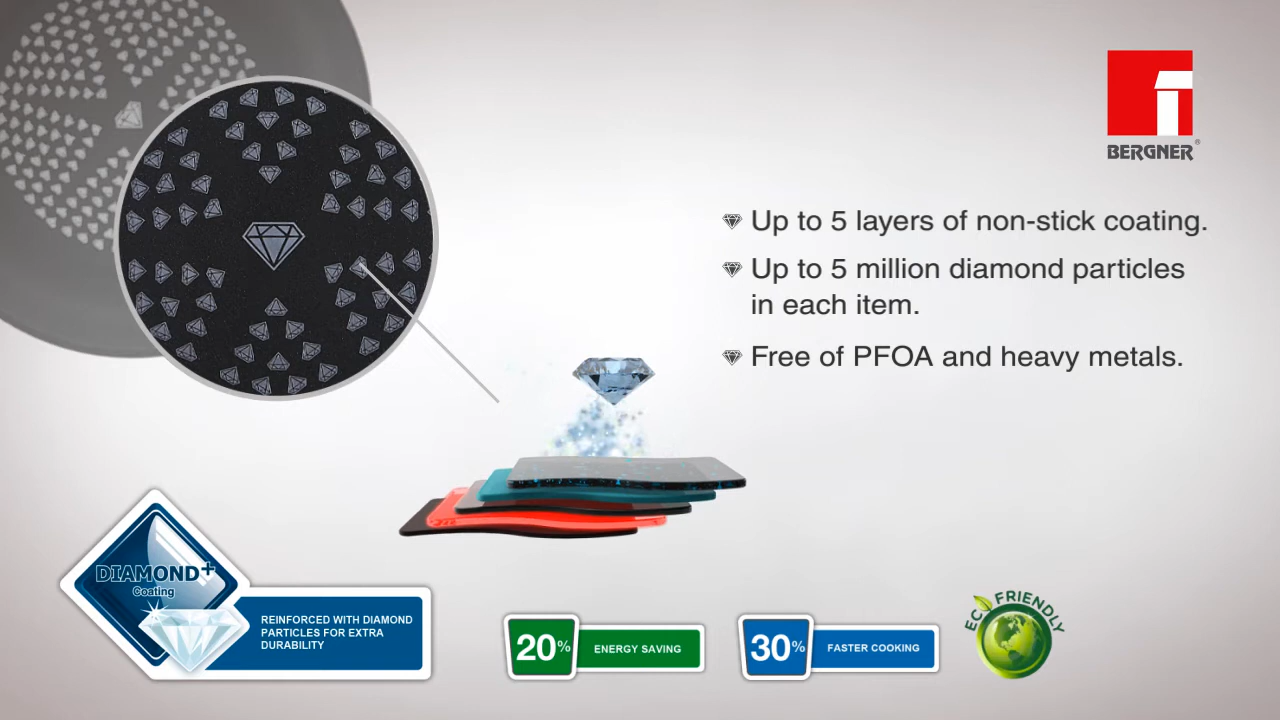 BERGNER®
Up to 5 layers of non-stick coating.
Up to 5 million diamond particles
in each item.
Free of PFOA and heavy metals.
DIAMOND+
Coating
REINFORCED WITH DIAMOND
PARTICLES FOR EXTRA
DURABILITY
20%
ENERGY SAVING
30%
FASTER COOKING
ECO FRIENDLY